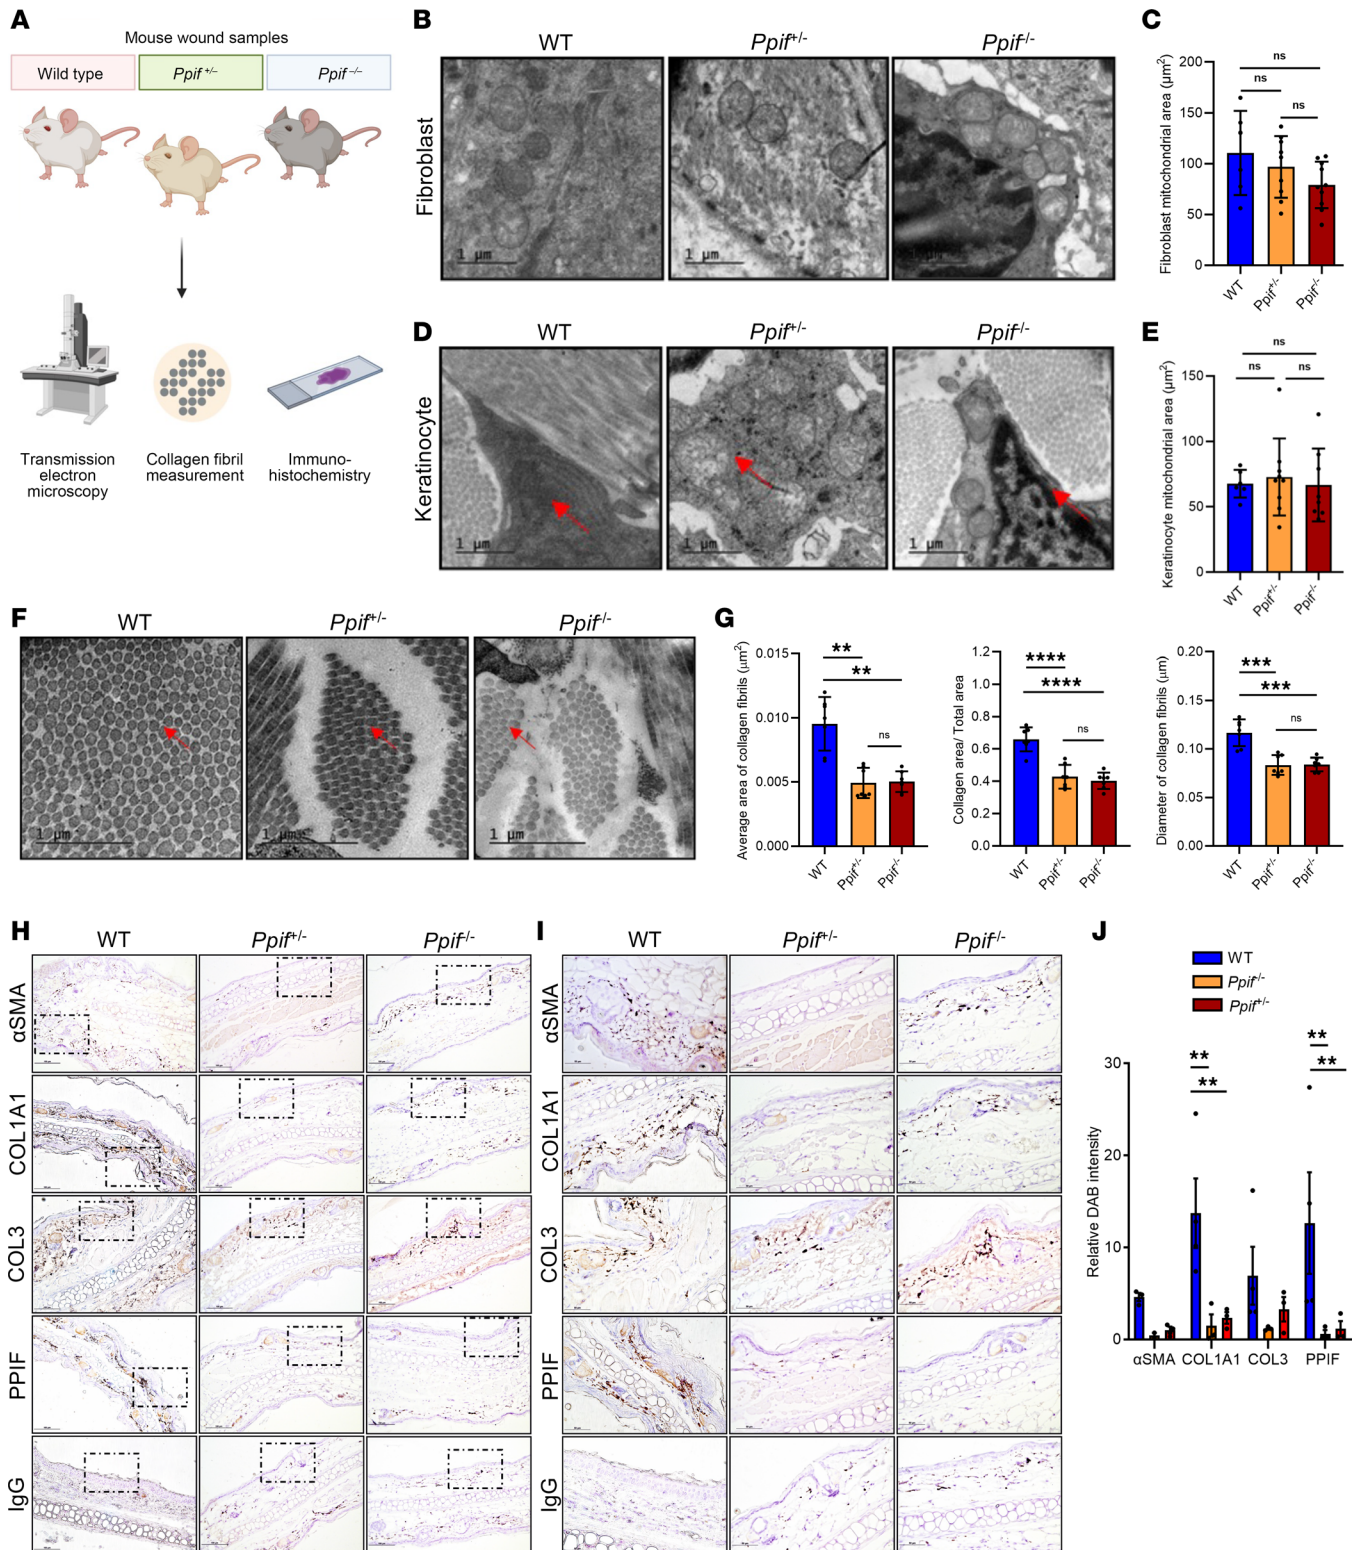 A
Mouse wound samples
Wild type
Ppif+/–
Ppif–/–
Transmission
electron
microscopy
Collagen fibril
measurement
Immuno-
histochemistry
B
WT
Ppif+/-
Ppif-/-
Fibroblast
1 µm
1 µm
1 µm
C
Fibroblast mitochondrial area (µm2)
200
150
100
50
0
ns
ns
ns
WT
Ppif+/-
Ppif-/-
D
WT
Ppif+/-
Ppif-/-
Keratinocyte
1 µm
1 µm
1 µm
E
Keratinocyte mitochondrial area (µm2)
150
100
50
0
ns
ns
ns
WT
Ppif+/-
Ppif-/-
F
WT
Ppif+/-
Ppif-/-
1 µm
1 µm
1 µm
G
Average area of collagen fibrils (µm2)
0.015
0.010
0.005
0.000
**
**
ns
WT
Ppif+/-
Ppif-/-
Collagen area/ Total area
1.2
1.0
0.8
0.6
0.4
0.2
0.0
****
****
ns
WT
Ppif+/-
Ppif-/-
Diameter of collagen fibrils (µm)
0.20
0.15
0.10
0.05
0.00
***
***
ns
WT
Ppif+/-
Ppif-/-
H
WT
Ppif+/-
Ppif-/-
αSMA
COL1A1
COL3
PPIF
IgG
I
WT
Ppif+/-
Ppif-/-
αSMA
COL1A1
COL3
PPIF
IgG
J
WT
Ppif-/-
Ppif+/-
Relative DAB intensity
30
20
10
0
**
**
**
**
αSMA COL1A1 COL3 PPIF